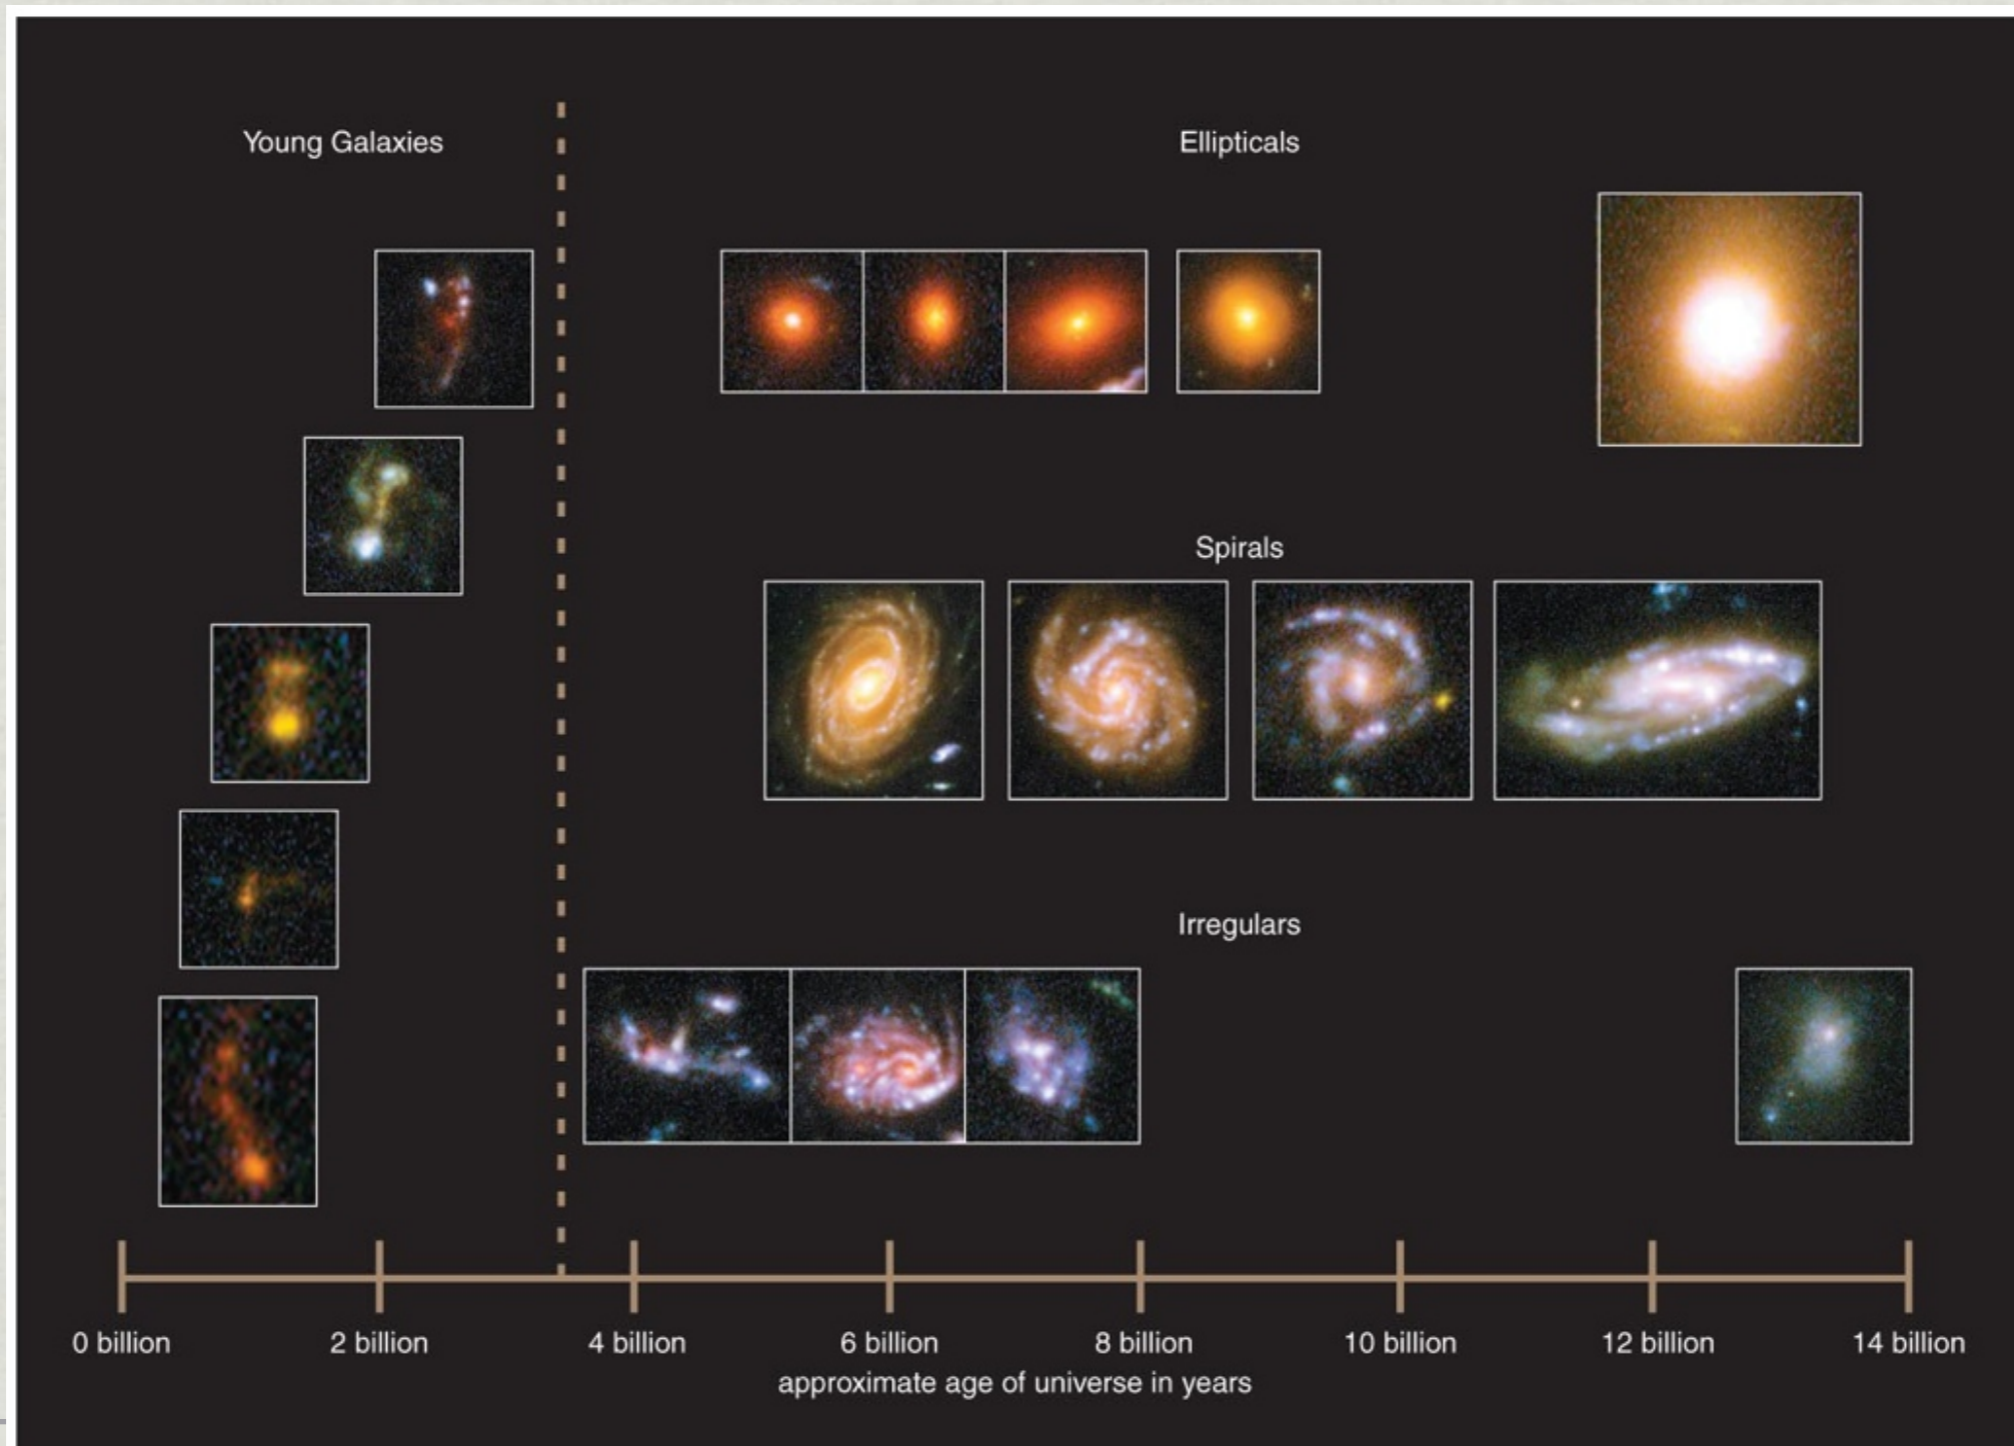 Young Galaxies
Ellipticals
Spirals
Irregulars
0 billion
2 billion
4 billion
6 billion
8 billion
10 billion
12 billion
14 billion
approximate age of universe in years